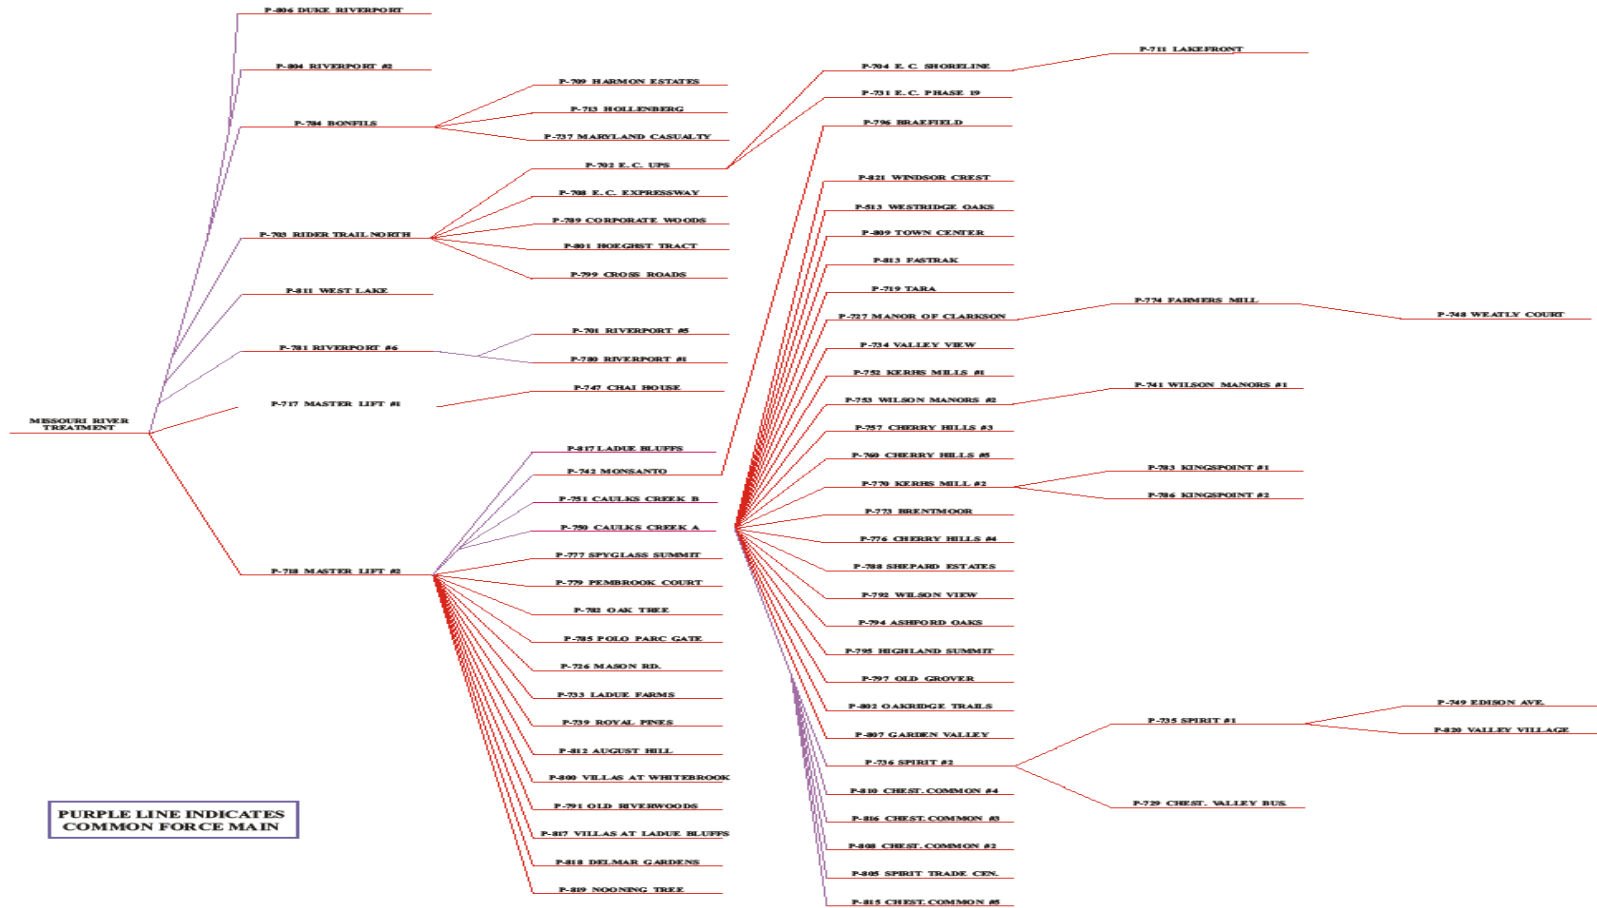 P-806 DUKE RIVERPORT
P-804 RIVERPORT #2
P-784 BONFILS
P-703 RIDER TRAIL NORTH
P-811 WEST LAKE
P-781 RIVERPORT #6
P-717 MASTER LIFT #1
MISSOURI RIVER
TREATMENT
P-718 MASTER LIFT #2
PURPLE LINE INDICATES
COMMON FORCE MAIN
P-709 HARMON ESTATES
P-713 HOLLENBERG
P-737 MARYLAND CASUALTY
P-702 E. C. UPS
P-708 E. C. EXPRESSWAY
P-789 CORPORATE WOODS
P-801 HOEGHST TRACT
P-799 CROSS ROADS
P-701 RIVERPORT #5
P-780 RIVERPORT #1
P-747 CHAI HOUSE
P-817 LADUE BLUFFS
P-742 MONSANTO
P-751 CAULKS CREEK B
P-750 CAULKS CREEK A
P-777 SPYGLASS SUMMIT
P-779 PEMBROOK COURT
P-782 OAK TREE
P-785 POLO PARC GATE
P-726 MASON RD.
P-733 LADUE FARMS
P-739 ROYAL PINES
P-812 AUGUST HILL
P-800 VILLAS AT WHITEBROOK
P-791 OLD RIVERWOODS
P-817 VILLAS AT LADUE BLUFFS
P-818 DELMAR GARDENS
P-819 NOONING TREE
P-704 E. C. SHORELINE
P-731 E. C. PHASE 19
P-796 BRAEFIELD
P-821 WINDSOR CREST
P-513 WESTRIDGE OAKS
P-809 TOWN CENTER
P-813 FASTRAK
P-719 TARA
P-727 MANOR OF CLARKSON
P-734 VALLEY VIEW
P-752 KERHS MILLS #1
P-753 WILSON MANORS #2
P-757 CHERRY HILLS #3
P-760 CHERRY HILLS #5
P-770 KERHS MILL #2
P-773 BRENTMOOR
P-776 CHERRY HILLS #4
P-788 SHEPARD ESTATES
P-792 WILSON VIEW
P-794 ASHFORD OAKS
P-795 HIGHLAND SUMMIT
P-797 OLD GROVER
P-802 OAKRIDGE TRAILS
P-807 GARDEN VALLEY
P-736 SPIRIT #2
P-810 CHEST. COMMON #4
P-816 CHEST. COMMON #3
P-808 CHEST. COMMON #2
P-805 SPIRIT TRADE CEN.
P-815 CHEST. COMMON #5
P-711 LAKEFRONT
P-774 FARMERS MILL
P-741 WILSON MANORS #1
P-783 KINGSPOINT #1
P-786 KINGSPOINT #2
P-735 SPIRIT #1
P-729 CHEST. VALLEY BUS.
P-748 WEATLY COURT
P-749 EDISON AVE.
P-820 VALLEY VILLAGE